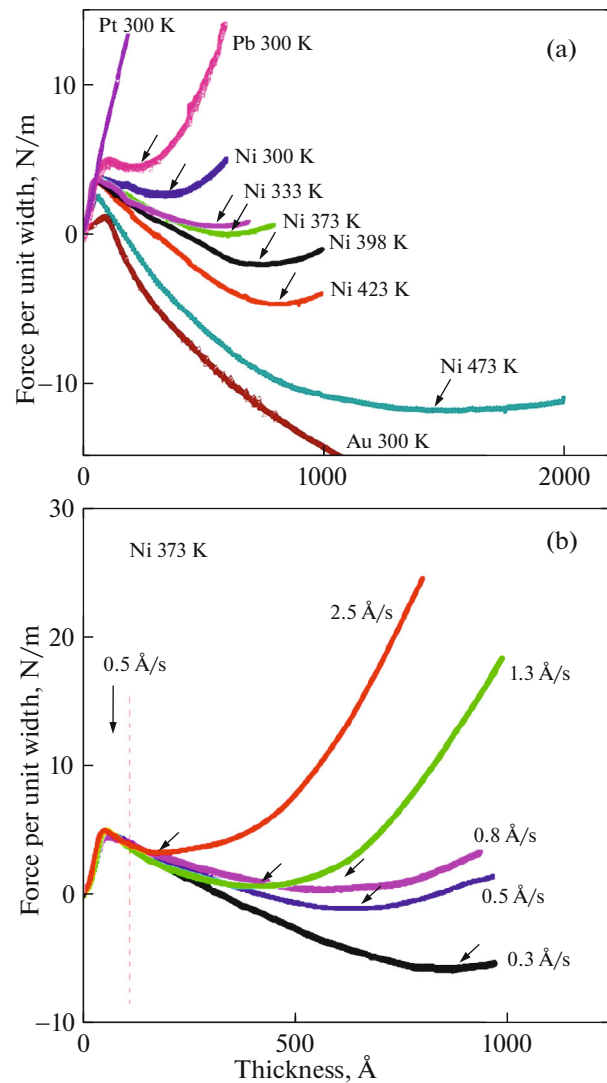 Pt 300 K
Pb 300 K
(a)
10
Ni 300 K
Ni 333 K
Ni 373 K
0
Ni 398 K
Ni 423 K
Ni 473 K
−10
Au 300 K
Force per unit width, N/m
0
1000
2000
30
Ni 373 K
(b)
2.5 Å/s
20
0.5 Å/s
1.3 Å/s
10
0.8 Å/s
0.5 Å/s
0
0.3 Å/s
−10
Force per unit width, N/m
0
500
1000
Thickness, Å